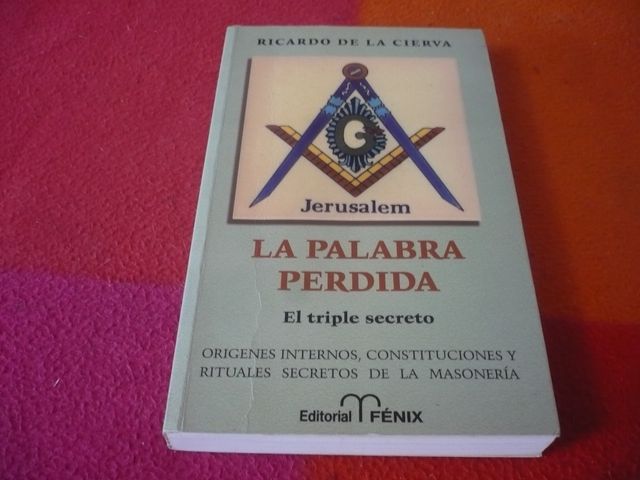 RICARDO DE LA CIERVA
G
Jerusalem
LA PALABRA
PERDIDA
El triple secreto
ORIGENES INTERNOS, CONSTITUCIONES Y
RITUALES SECRETOS DE LA MASONERÍA
Editorial FÉNIX